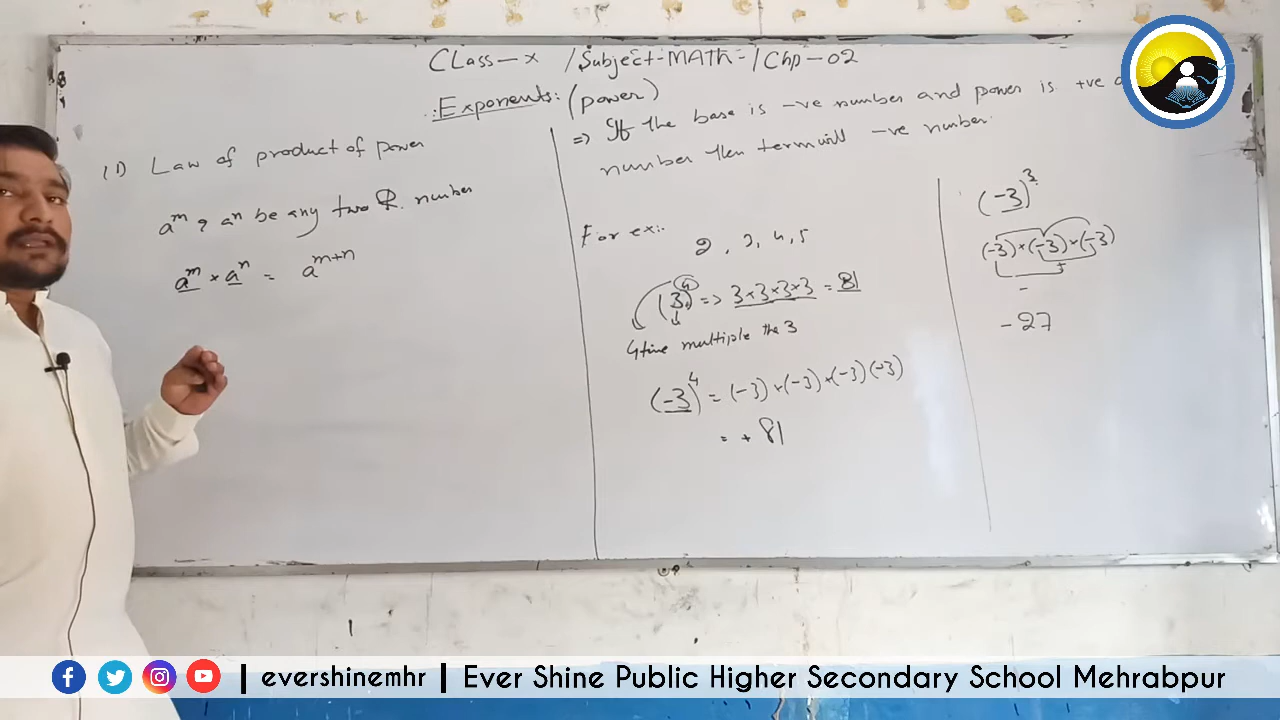 Class-x /Subject-MATH-/Chp-02
Exponents: (power)
1) Law of product of power
a^m & a^n be any two R. number
a^m × a^n = a^m+n
=> If the base is -ve number and power is +ve
number then term will -ve number.
For ex:
2, 3, 4, 5
(3)^4 => 3×3×3×3 = 81
4 time multiple the 3
(-3)^4 = (-3)×(-3)×(-3)(-3)
= +81
(-3)^3
(-3)×(-3)×(-3)
+
-
-27
| evershinemhr | Ever Shine Public Higher Secondary School Mehrabpur